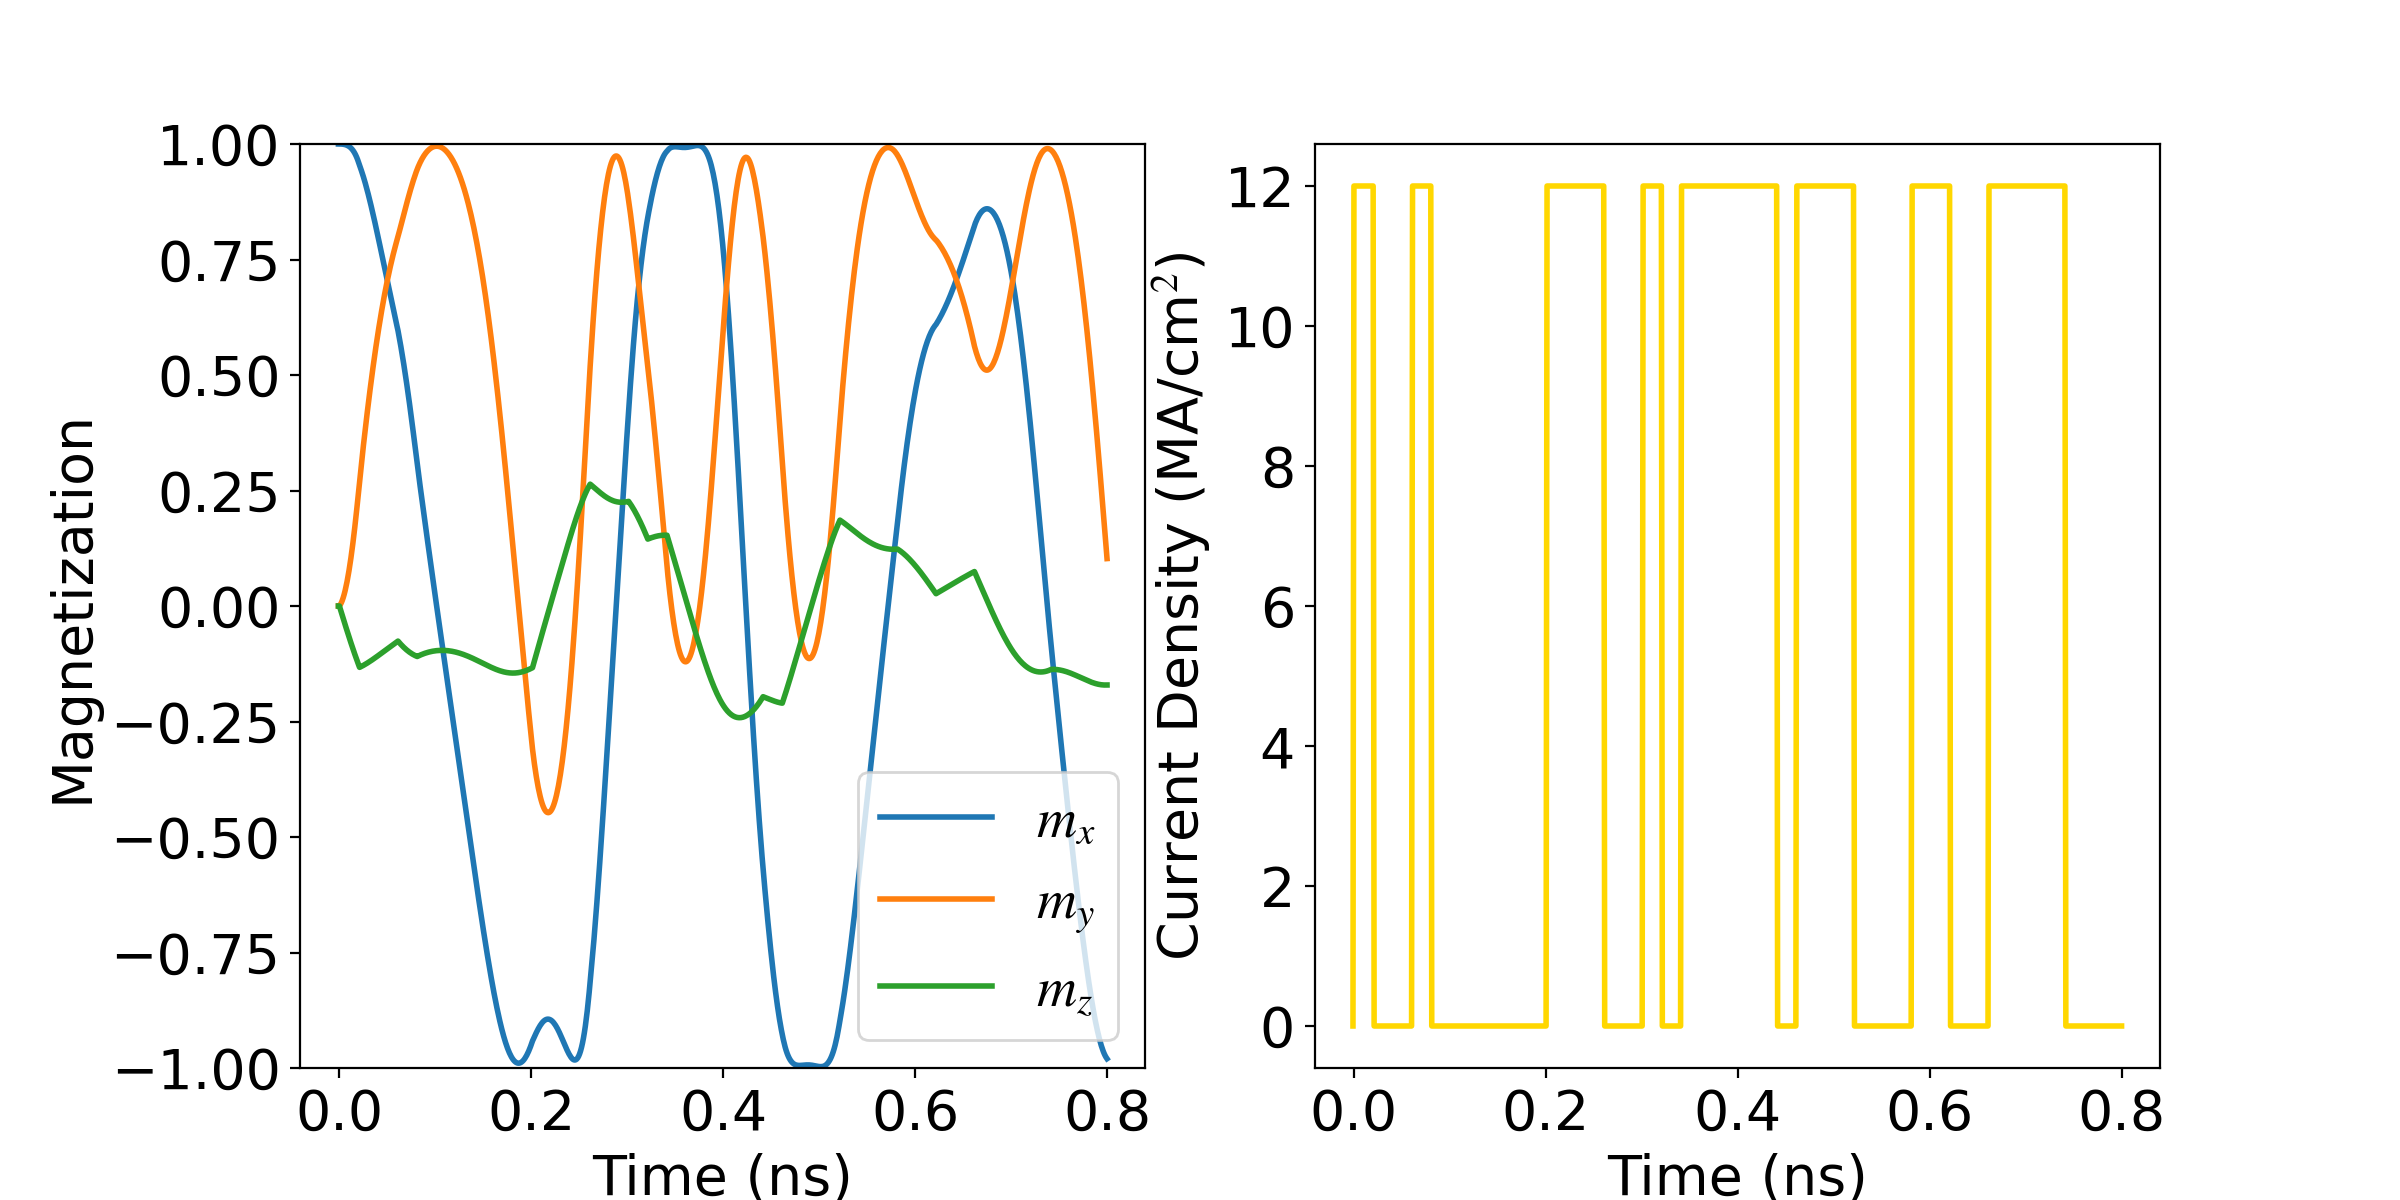 Magnetization
1.00
0.75
0.50
0.25
0.00
−0.25
−0.50
−0.75
−1.00
0.0 0.2 0.4 0.6 0.8
Time (ns)
m_x
m_y
m_z
Current Density (MA/cm²)
12
10
8
6
4
2
0
0.0 0.2 0.4 0.6 0.8
Time (ns)